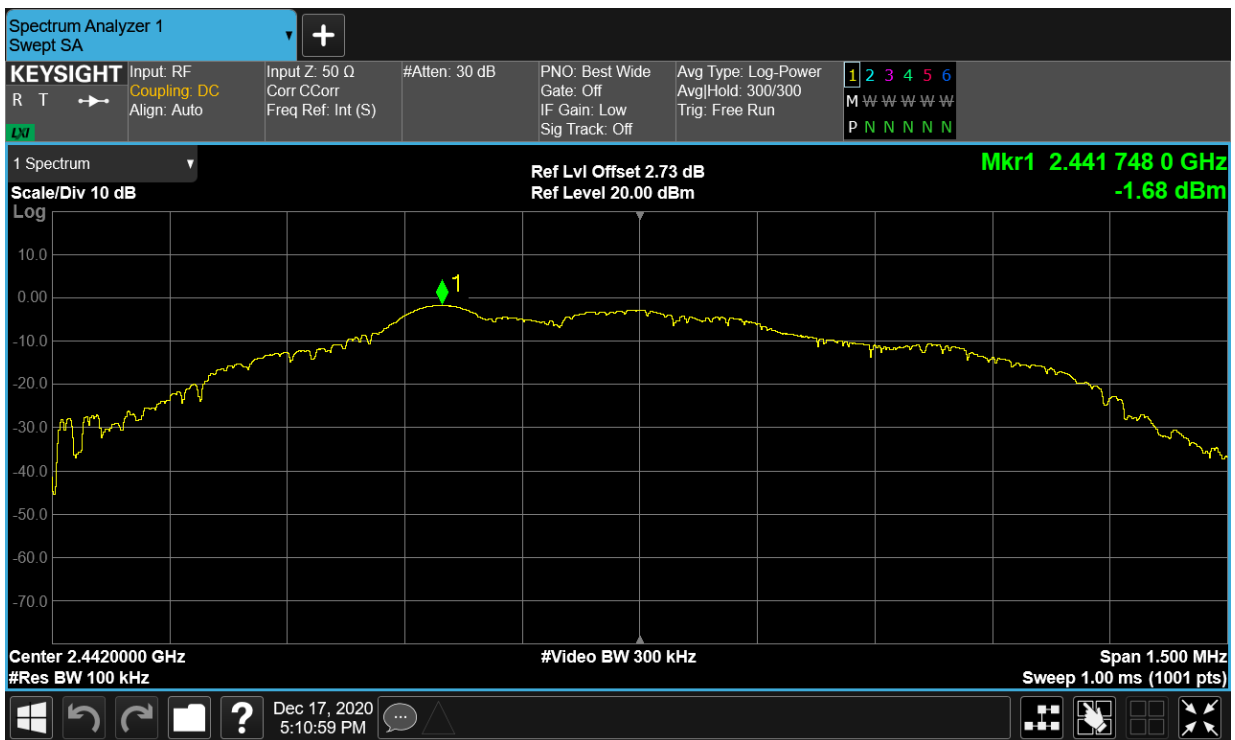 Spectrum Analyzer 1
Swept SA
KEYSIGHT
R T
LXI
Input: RF
Coupling: DC
Align: Auto
Input Z: 50 Ω
Corr CCorr
Freq Ref: Int (S)
#Atten: 30 dB
PNO: Best Wide
Gate: Off
IF Gain: Low
Sig Track: Off
Avg Type: Log-Power
Avg|Hold: 300/300
Trig: Free Run
1 2 3 4 5 6
M W W W W W
P N N N N N
1 Spectrum
Scale/Div 10 dB
Log
Ref Lvl Offset 2.73 dB
Ref Level 20.00 dBm
Mkr1 2.441 748 0 GHz
-1.68 dBm
10.0
0.00
-10.0
-20.0
-30.0
-40.0
-50.0
-60.0
-70.0
1
Center 2.4420000 GHz
#Res BW 100 kHz
#Video BW 300 kHz
Span 1.500 MHz
Sweep 1.00 ms (1001 pts)
?
Dec 17, 2020
5:10:59 PM